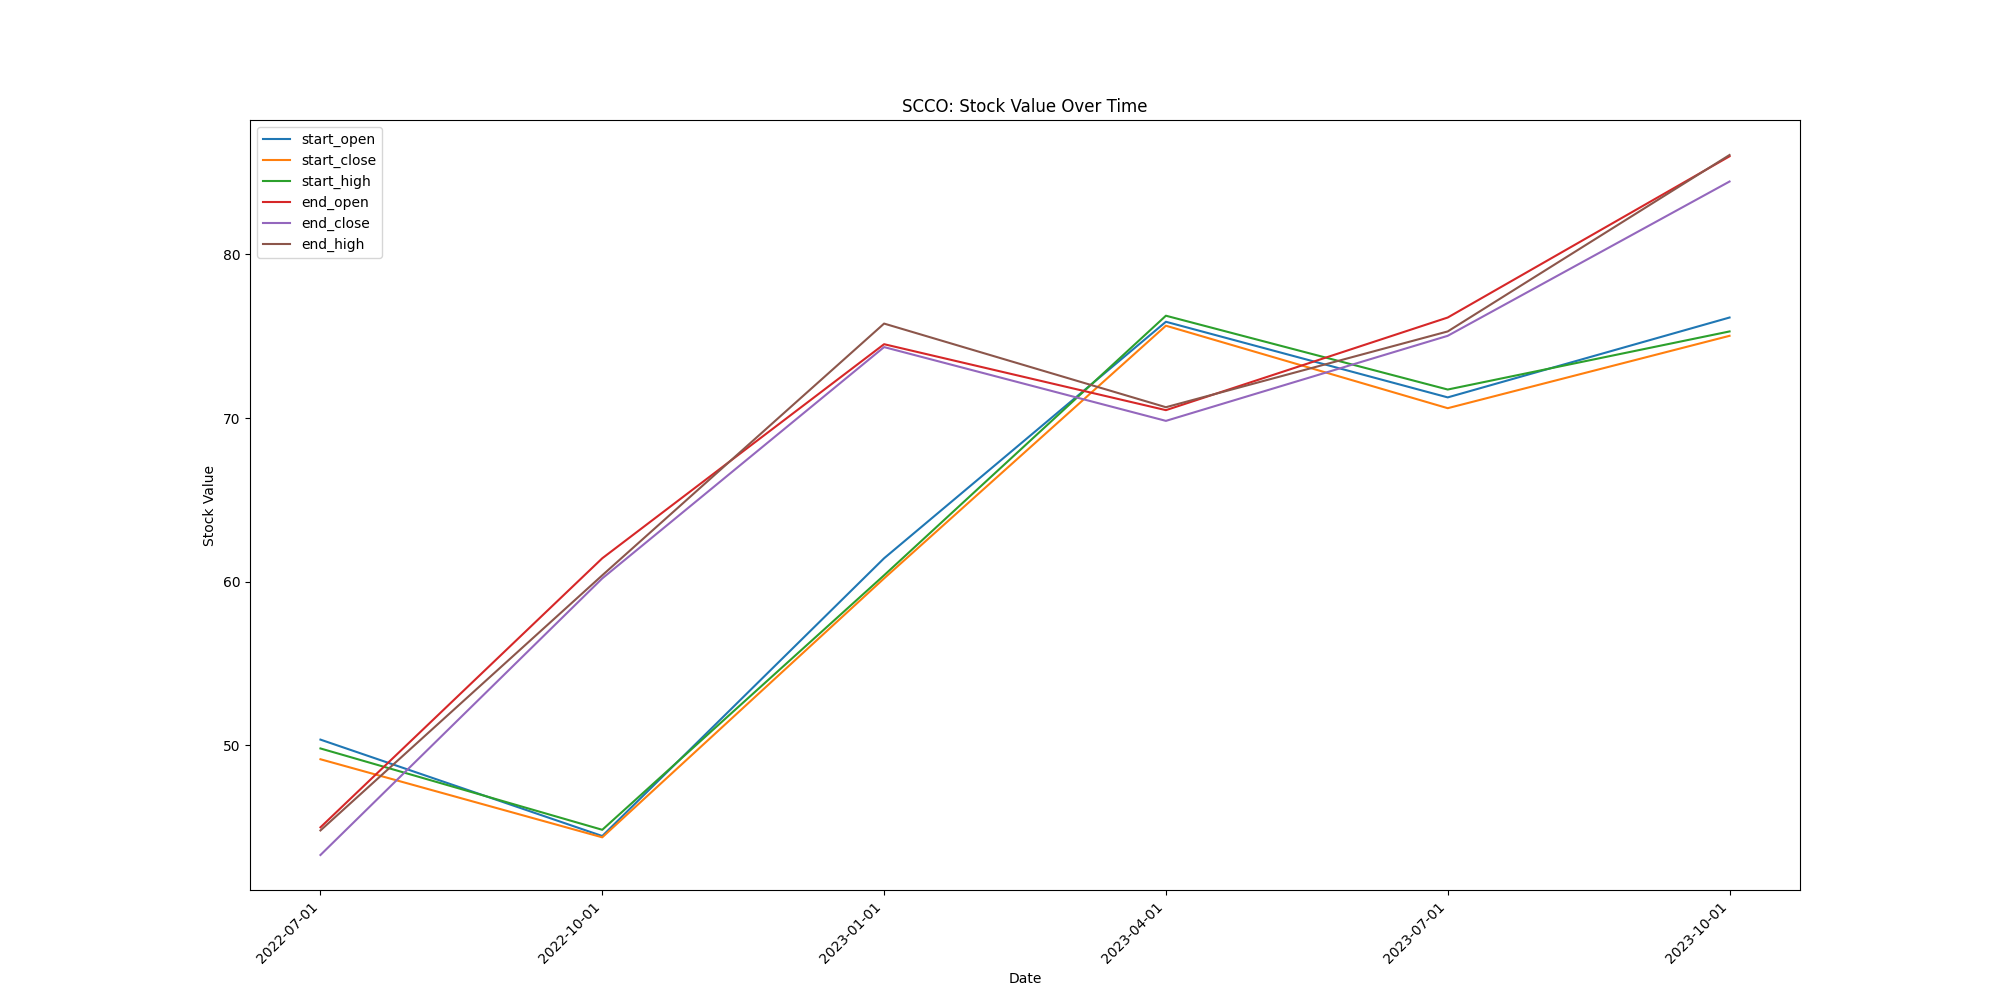 SCCO: Stock Value Over Time
start_open
start_close
start_high
end_open
end_close
end_high
80
70
60
50
Stock Value
2022-07-01
2022-10-01
2023-01-01
2023-04-01
2023-07-01
2023-10-01
Date